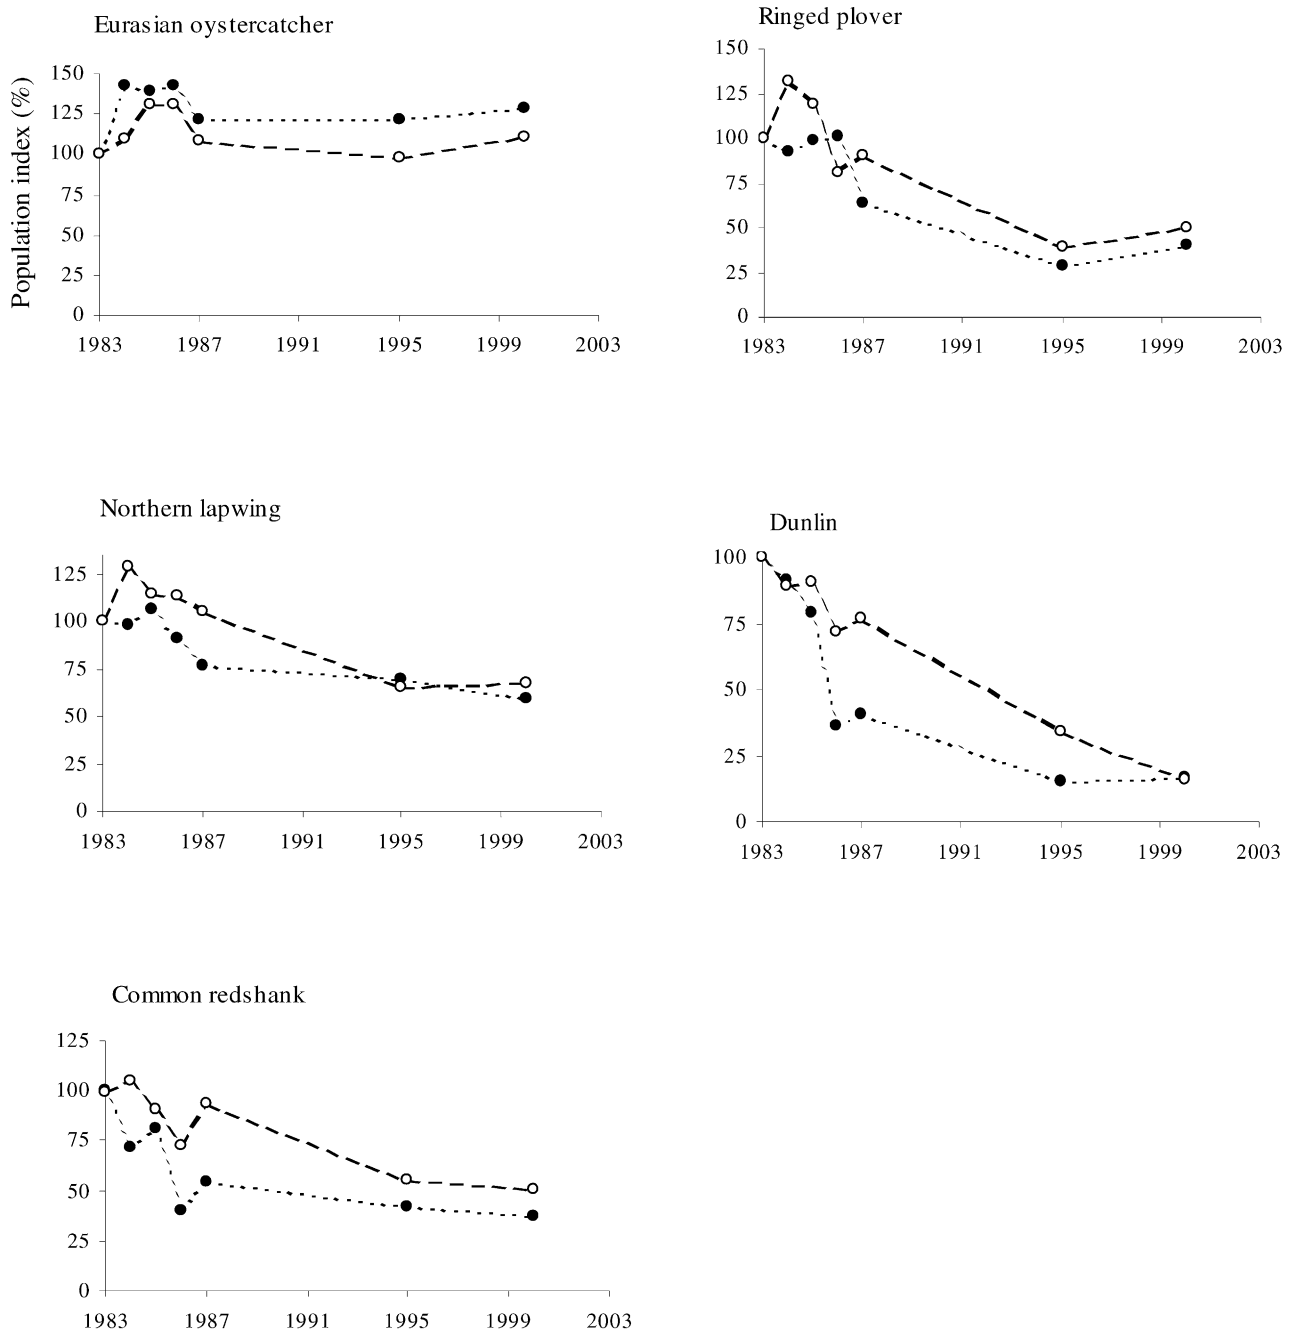 Eurasian oystercatcher
Population index (%)
150
125
100
75
50
25
0
1983 1987 1991 1995 1999 2003
Ringed plover
150
125
100
75
50
25
0
1983 1987 1991 1995 1999 2003
Northern lapwing
125
100
75
50
25
0
1983 1987 1991 1995 1999 2003
Dunlin
100
75
50
25
0
1983 1987 1991 1995 1999 2003
Common redshank
125
100
75
50
25
0
1983 1987 1991 1995 1999 2003